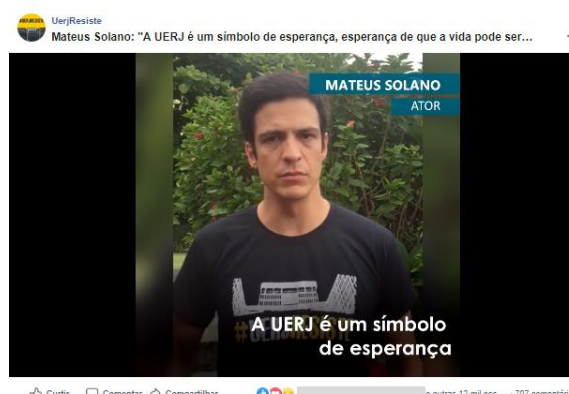 UerjResiste
Mateus Solano: "A UERJ é um símbolo de esperança, esperança de que a vida pode ser...
MATEUS SOLANO
ATOR
#UERJRESISTE
A UERJ é um símbolo
de esperança
Curtir Comentar Compartilhar